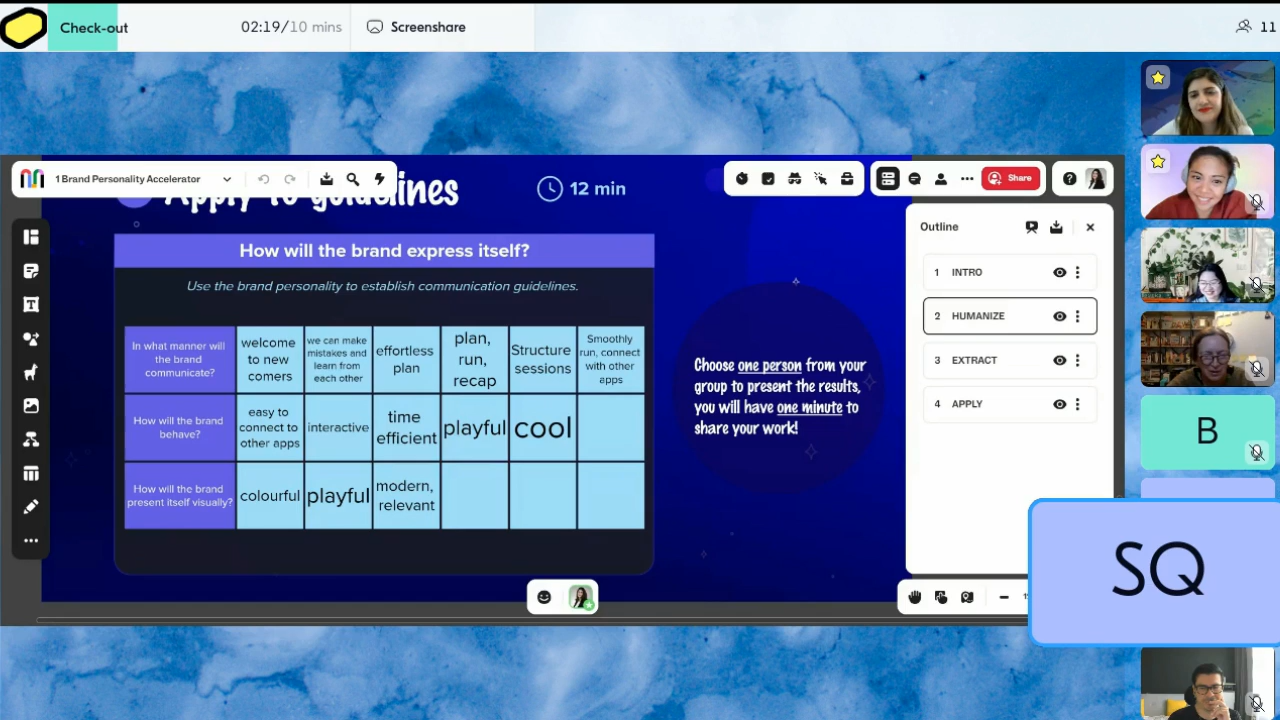 Check-out
02:19/10 mins
Screenshare
11
1 Brand Personality Accelerator
Share
Apply to guidelines
12 min
How will the brand express itself?
Use the brand personality to establish communication guidelines.
In what manner will
the brand
communicate?
welcome
to new
comers
we can make
mistakes and
learn from
each other
effortless
plan
plan,
run,
recap
Structure
sessions
Smoothly
run, connect
with other
apps
How will the
brand behave?
easy to
connect to
other apps
interactive
time
efficient
playful
cool
How will the brand
present itself visually?
colourful
playful
modern,
relevant
Choose one person from your
group to present the results,
you will have one minute to
share your work!
Outline
1 INTRO
2 HUMANIZE
3 EXTRACT
4 APPLY
B
SQ